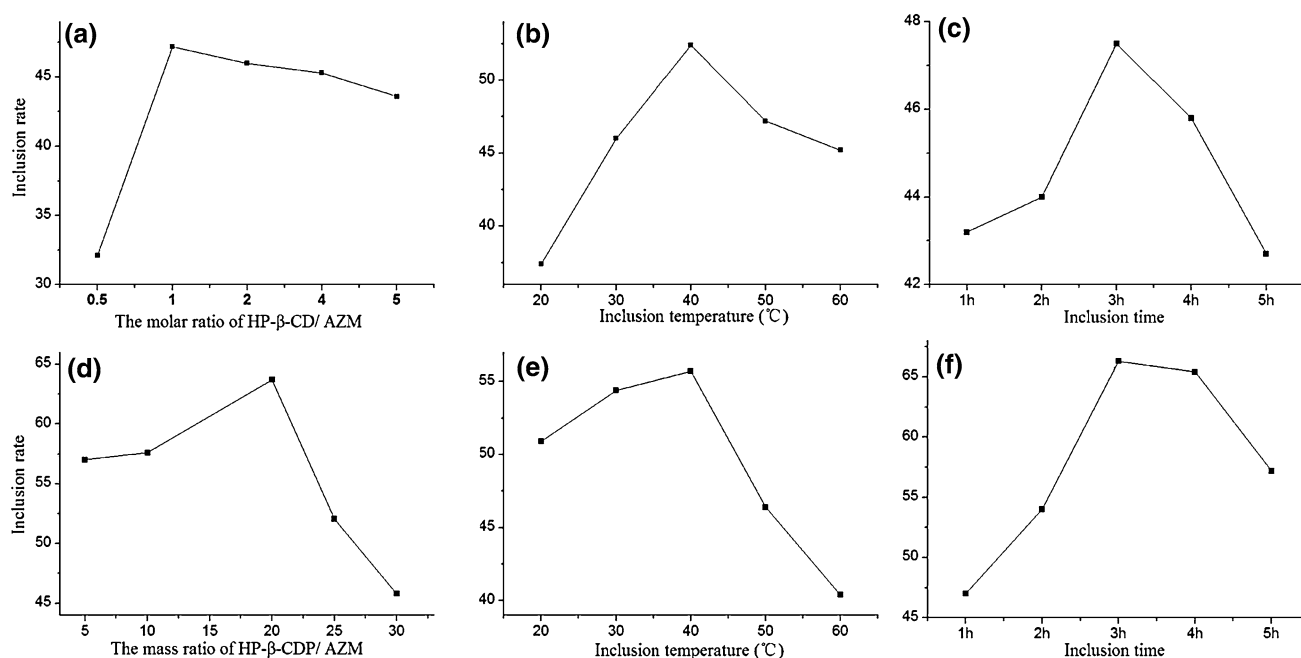 (a)
Inclusion rate
45
40
35
30
0.5 1 2 4 5
The molar ratio of HP-β-CD/ AZM
(b)
50
45
40
20 30 40 50 60
Inclusion temperature (℃)
(c)
48
46
44
42
1h 2h 3h 4h 5h
Inclusion time
(d)
Inclusion rate
65
60
55
50
45
5 10 15 20 25 30
The mass ratio of HP-β-CDP/ AZM
(e)
55
50
45
40
20 30 40 50 60
Inclusion temperature (℃)
(f)
65
60
55
50
45
1h 2h 3h 4h 5h
Inclusion time